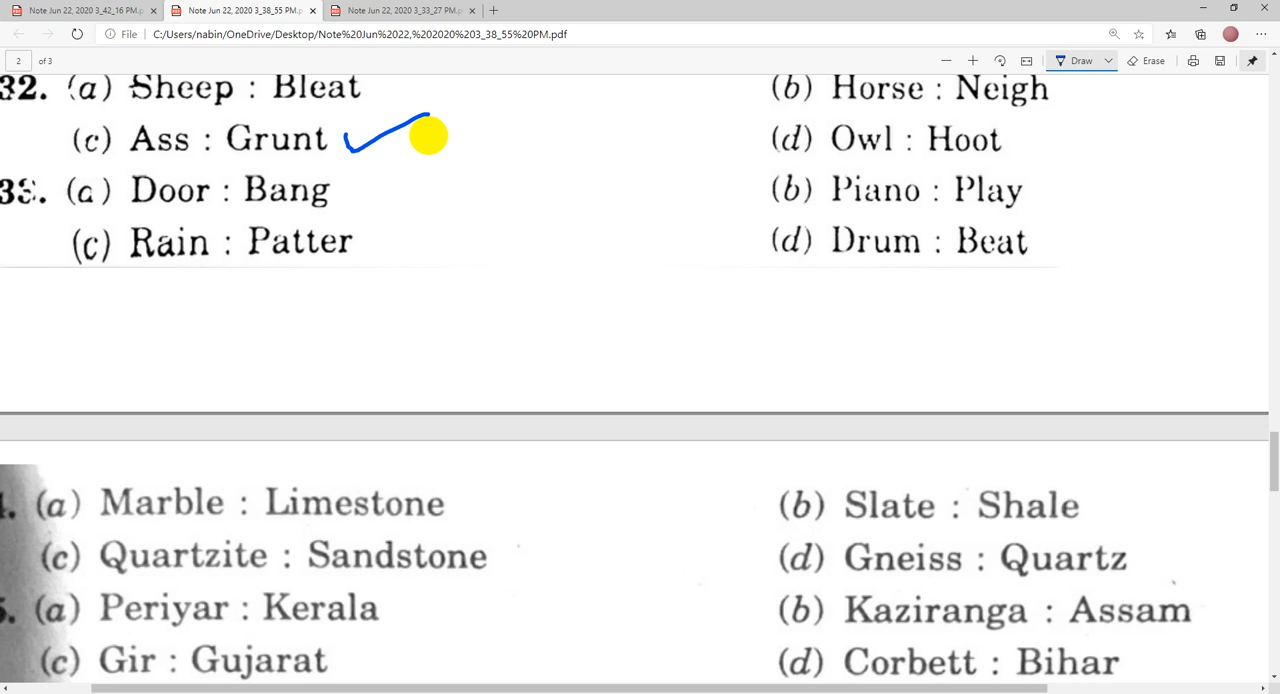 Note Jun 22, 2020 3_42_16 PM.p
Note Jun 22, 2020 3_38_55 PM.p
Note Jun 22, 2020 3_33_27 PM.p
File
C:/Users/nabin/OneDrive/Desktop/Note%20Jun%2022,%202020%203_38_55%20PM.pdf
2 of 3
Draw
Erase
32. (a) Sheep : Bleat (b) Horse : Neigh
(c) Ass : Grunt (d) Owl : Hoot
33. (a) Door : Bang (b) Piano : Play
(c) Rain : Patter (d) Drum : Beat
. (a) Marble : Limestone (b) Slate : Shale
(c) Quartzite : Sandstone (d) Gneiss : Quartz
. (a) Periyar : Kerala (b) Kaziranga : Assam
(c) Gir : Gujarat (d) Corbett : Bihar